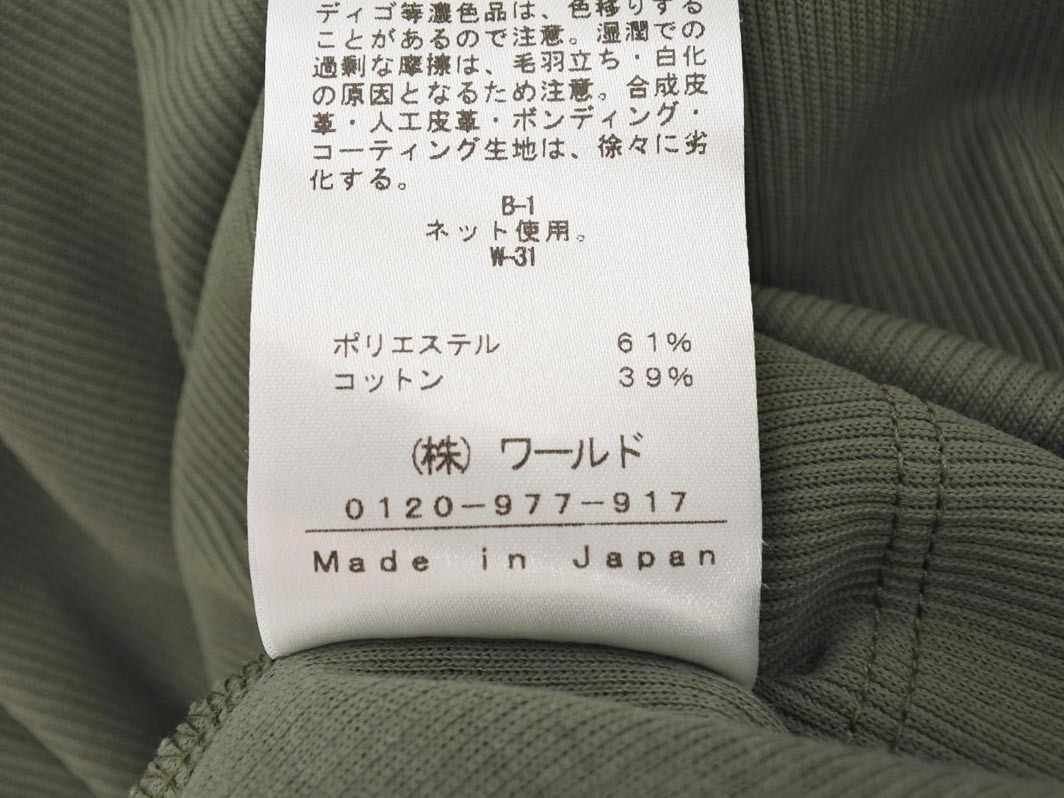 ディゴ等濃色品は、色移りする
ことがあるので注意。湿潤での
過剰な摩擦は、毛羽立ち・白化
の原因となるため注意。合成皮
革・人工皮革・ボンディング・
コーティング生地は、徐々に劣
化する。
B-1
ネット使用。
W-31
ポリエステル 61%
コットン 39%
(株) ワールド
0120-977-917
Made in Japan